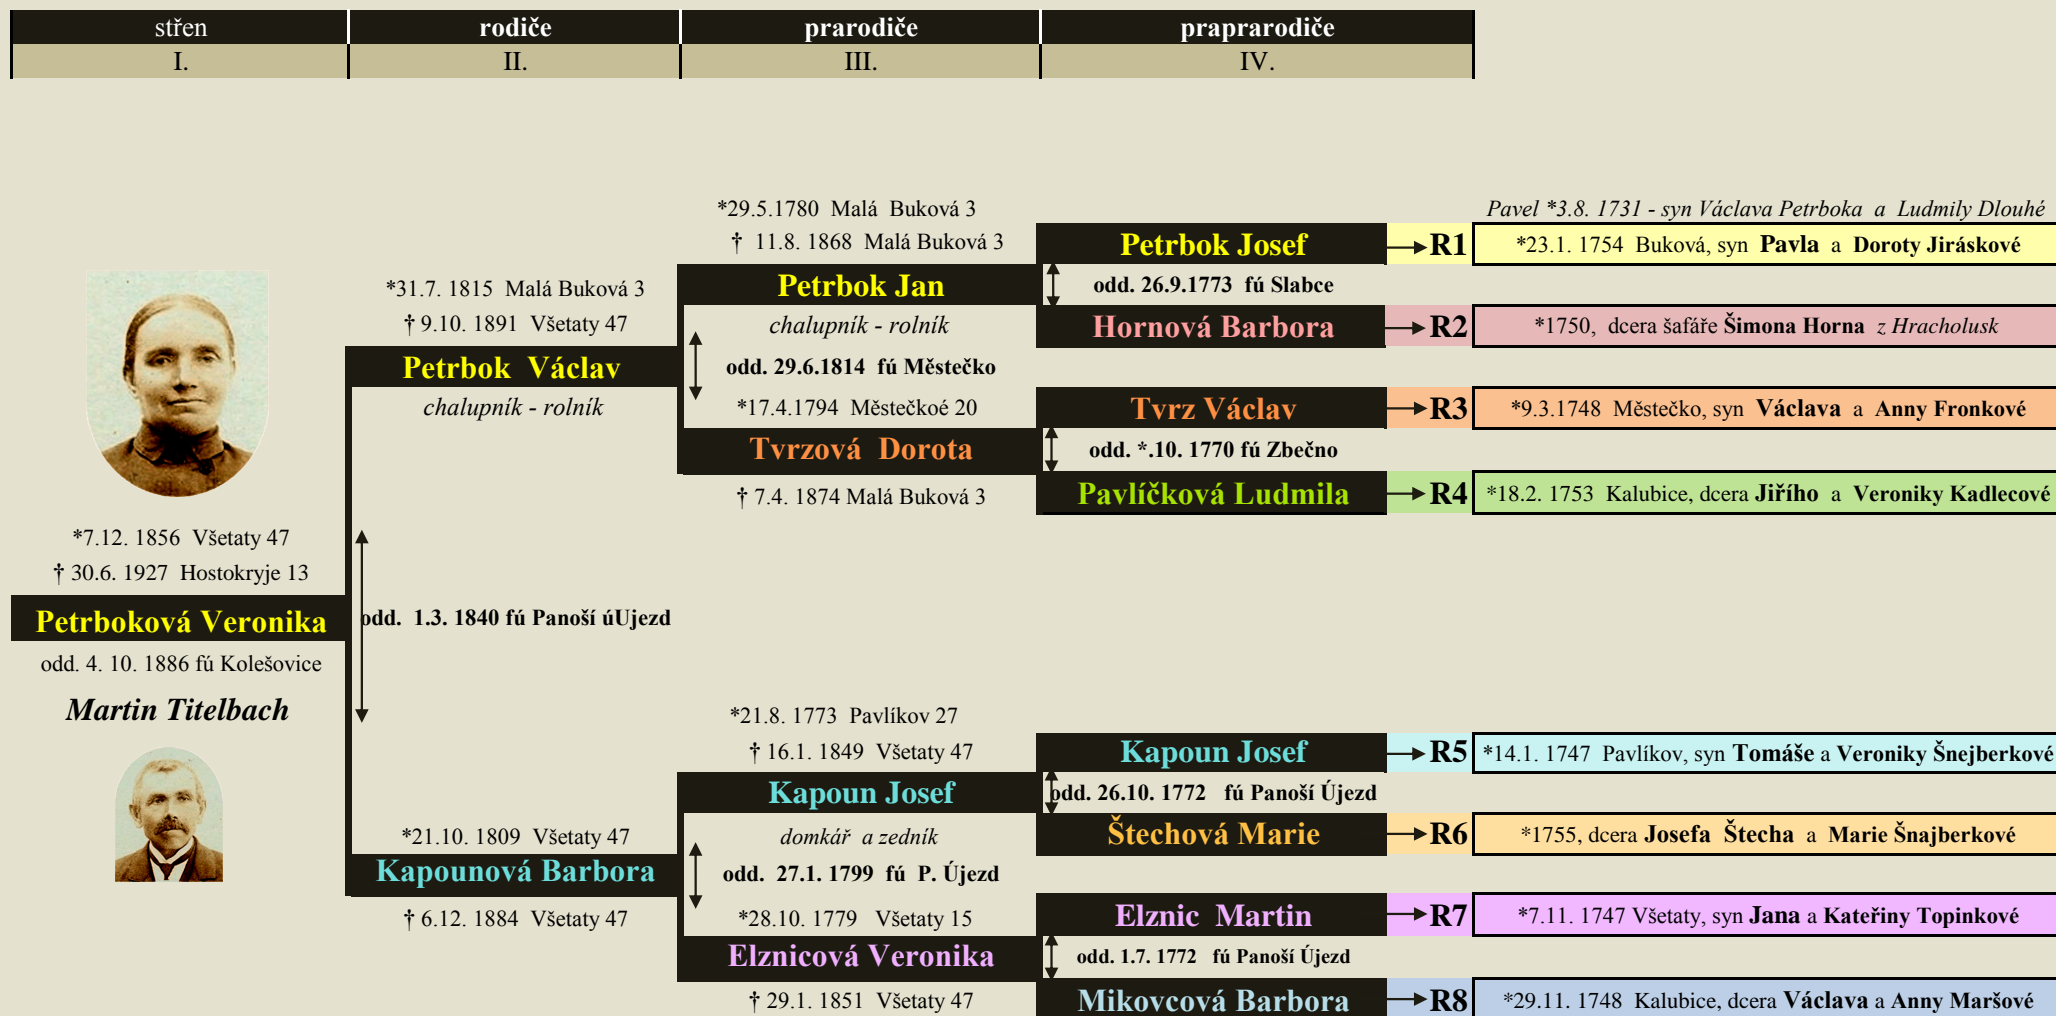 střen rodiče prarodiče praprarodiče
I. II. III. IV.
*7.12. 1856 Všetaty 47
† 30.6. 1927 Hostokryje 13
Petrboková Veronika
odd. 4. 10. 1886 fú Kolešovice
Martin Titelbach
*31.7. 1815 Malá Buková 3
† 9.10. 1891 Všetaty 47
Petrbok Václav
chalupník - rolník
odd. 1.3. 1840 fú Panoší úUjezd
*21.10. 1809 Všetaty 47
Kapounová Barbora
† 6.12. 1884 Všetaty 47
*29.5.1780 Malá Buková 3
† 11.8. 1868 Malá Buková 3
Petrbok Jan
chalupník - rolník
odd. 29.6.1814 fú Městečko
*17.4.1794 Městečkoé 20
Tvrzová Dorota
† 7.4. 1874 Malá Buková 3
*21.8. 1773 Pavlíkov 27
† 16.1. 1849 Všetaty 47
Kapoun Josef
domkář a zedník
odd. 27.1. 1799 fú P. Újezd
*28.10. 1779 Všetaty 15
Elznicová Veronika
† 29.1. 1851 Všetaty 47
Pavel *3.8. 1731 - syn Václava Petrboka a Ludmily Dlouhé
Petrbok Josef R1 *23.1. 1754 Buková, syn Pavla a Doroty Jiráskové
odd. 26.9.1773 fú Slabce
Hornová Barbora R2 *1750, dcera šafáře Šimona Horna z Hracholusk
Tvrz Václav R3 *9.3.1748 Městečko, syn Václava a Anny Fronkové
odd. *.10. 1770 fú Zbečno
Pavlíčková Ludmila R4 *18.2. 1753 Kalubice, dcera Jiřího a Veroniky Kadlecové
Kapoun Josef R5 *14.1. 1747 Pavlíkov, syn Tomáše a Veroniky Šnejberkové
odd. 26.10. 1772 fú Panoší Újezd
Štechová Marie R6 *1755, dcera Josefa Štecha a Marie Šnajberkové
Elznic Martin R7 *7.11. 1747 Všetaty, syn Jana a Kateřiny Topinkové
odd. 1.7. 1772 fú Panoší Újezd
Mikovcová Barbora R8 *29.11. 1748 Kalubice, dcera Václava a Anny Maršové